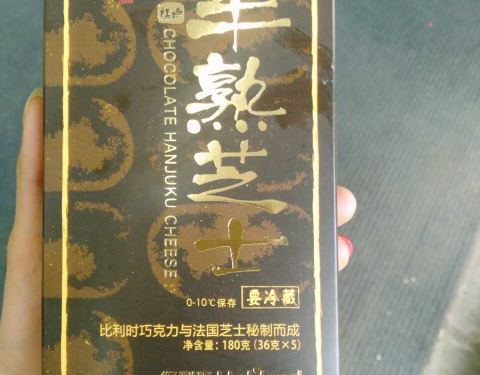 半熟芝士
CHOCOLATE HANJUKU CHEESE
0-10℃保存 要冷藏
比利时巧克力与法国芝士秘制而成
净含量: 180克 (36克×5)